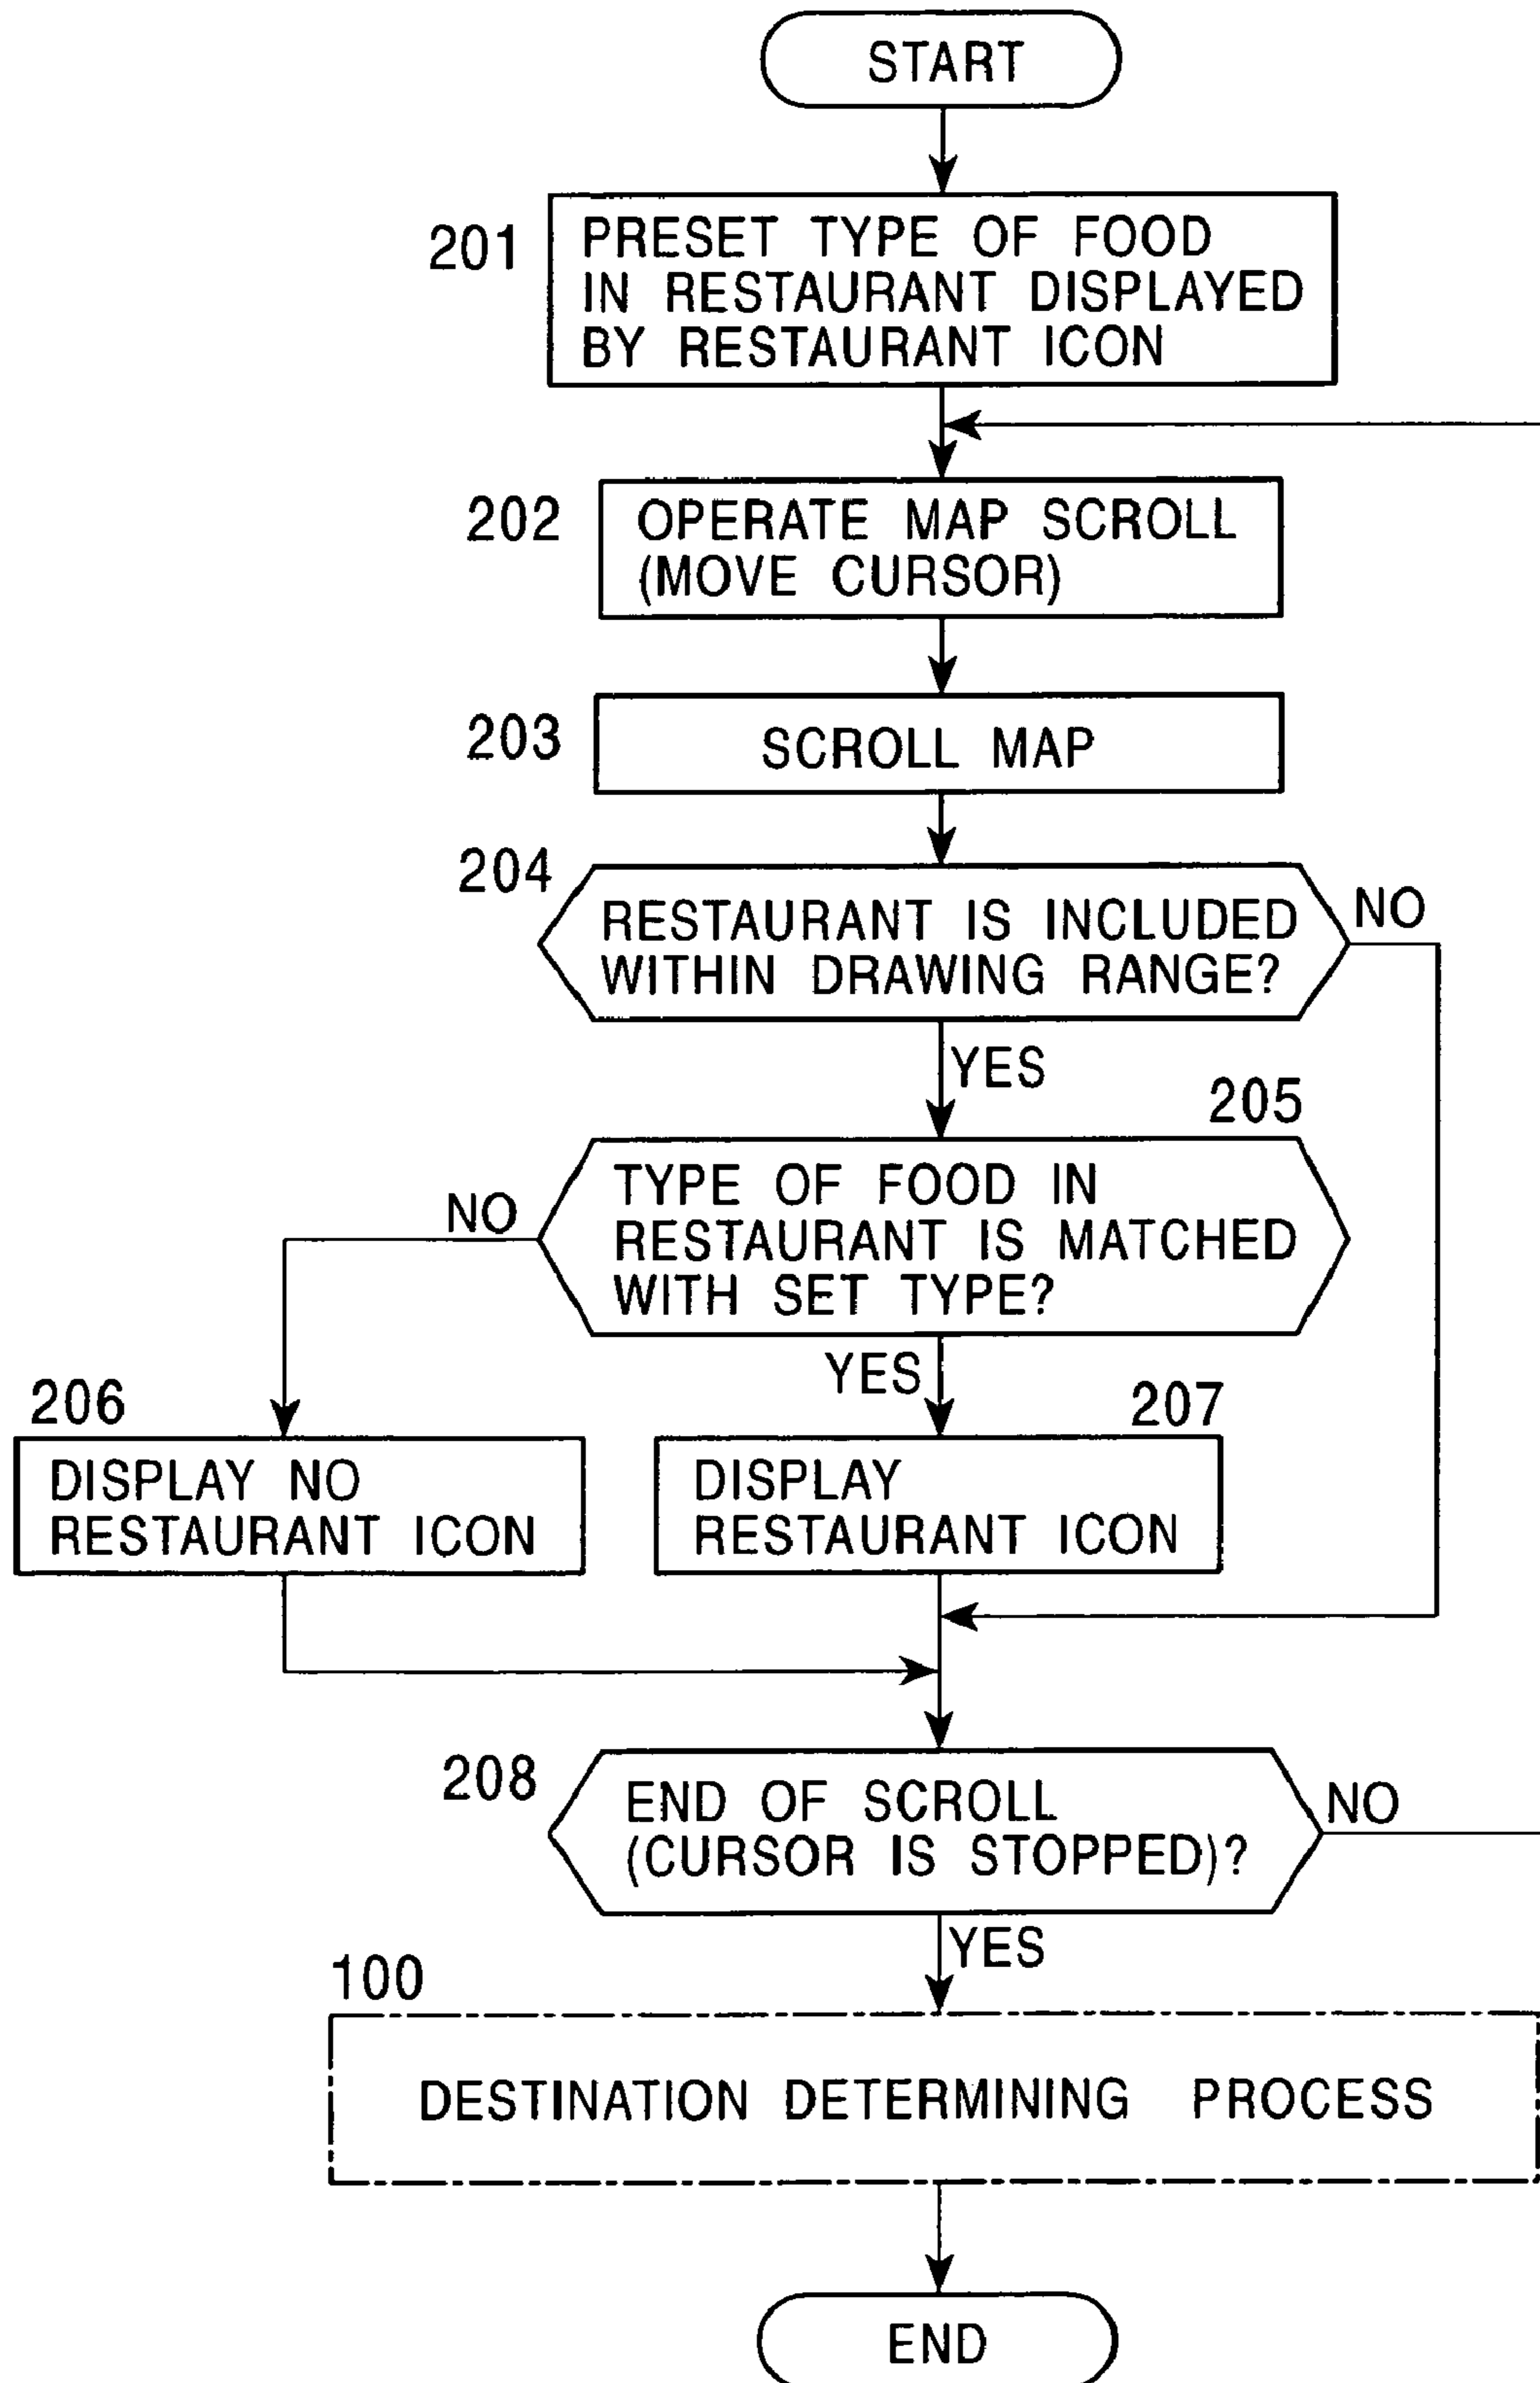 START
201
PRESET TYPE OF FOOD
IN RESTAURANT DISPLAYED
BY RESTAURANT ICON
202
OPERATE MAP SCROLL
(MOVE CURSOR)
203
SCROLL MAP
204
RESTAURANT IS INCLUDED
WITHIN DRAWING RANGE?
NO
YES
205
TYPE OF FOOD IN
RESTAURANT IS MATCHED
WITH SET TYPE?
NO
YES
206
DISPLAY NO
RESTAURANT ICON
207
DISPLAY
RESTAURANT ICON
208
END OF SCROLL
(CURSOR IS STOPPED)?
NO
YES
100
DESTINATION DETERMINING PROCESS
END